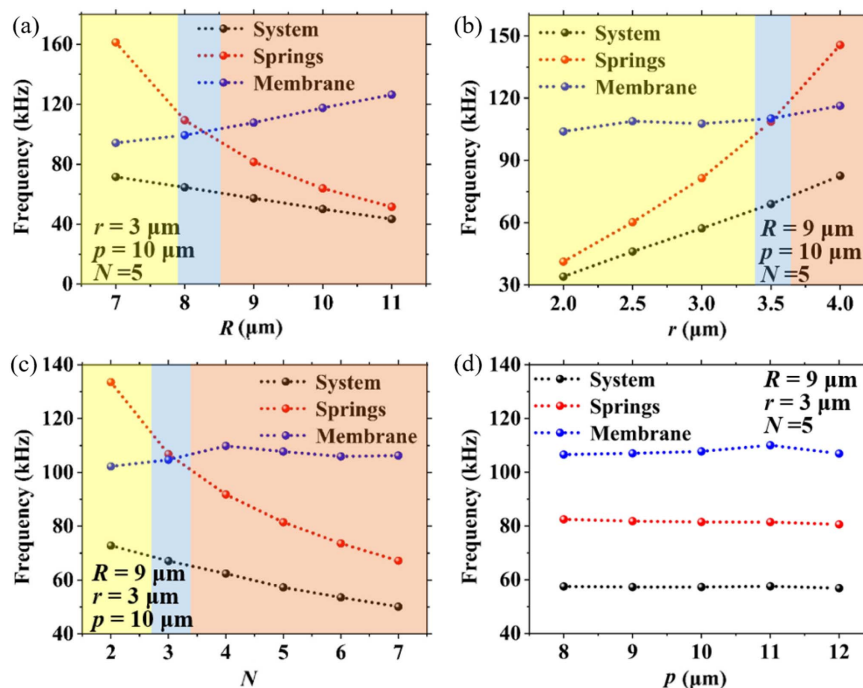 (a)
System
Springs
Membrane
160
120
80
40
0
Frequency (kHz)
r = 3 μm
p = 10 μm
N =5
7 8 9 10 11
R (μm)
(b)
System
Springs
Membrane
150
120
90
60
30
Frequency (kHz)
R = 9 μm
p = 10 μm
N =5
2.0 2.5 3.0 3.5 4.0
r (μm)
(c)
System
Springs
Membrane
140
120
100
80
60
40
Frequency (kHz)
R = 9 μm
r = 3 μm
p = 10 μm
2 3 4 5 6 7
N
(d)
System
Springs
Membrane
R = 9 μm
r = 3 μm
N =5
140
120
100
80
60
40
Frequency (kHz)
8 9 10 11 12
p (μm)